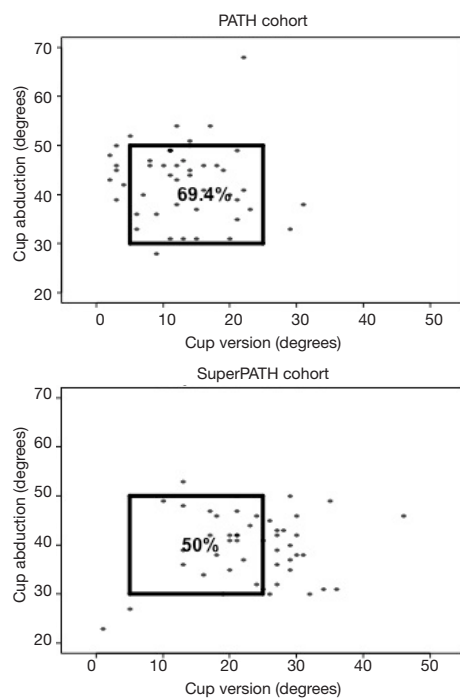 PATH cohort
Cup abduction (degrees)
70
60
50
40
30
20
69.4%
0 10 20 30 40 50
Cup version (degrees)
SuperPATH cohort
Cup abduction (degrees)
70
60
50
40
30
20
50%
0 10 20 30 40 50
Cup version (degrees)